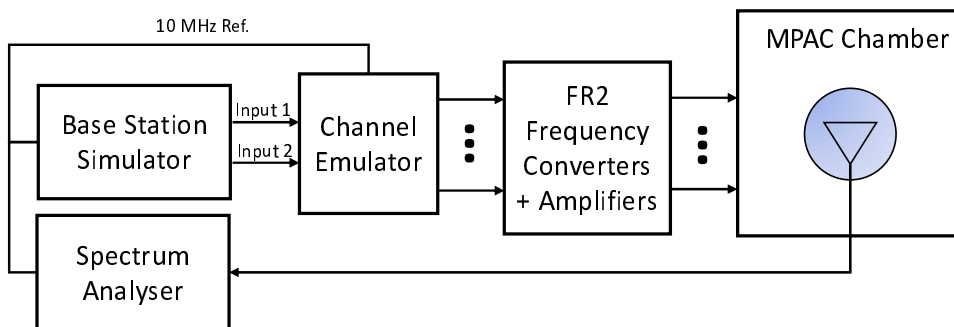 10 MHz Ref.
MPAC Chamber
Base Station
Simulator
Input 1
Input 2
Channel
Emulator
FR2
Frequency
Converters
+ Amplifiers
Spectrum
Analyser